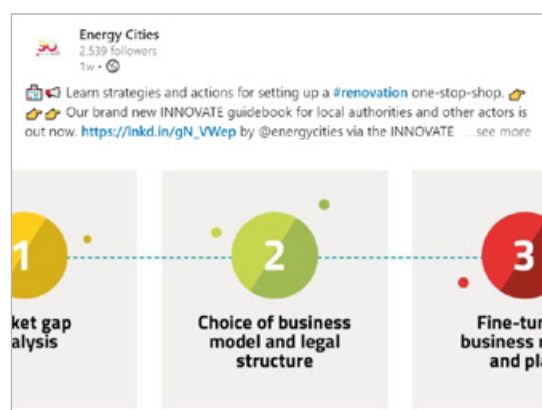 Energy Cities
2,539 followers
1w •
Learn strategies and actions for setting up a #renovation one-stop-shop.
Our brand new INNOVATE guidebook for local authorities and other actors is
out now. https://lnkd.in/gN_VWep by @energycities via the INNOVATE ...see more
1
2
3
ket gap
alysis
Choice of business
model and legal
structure
Fine-tun
business m
and pla